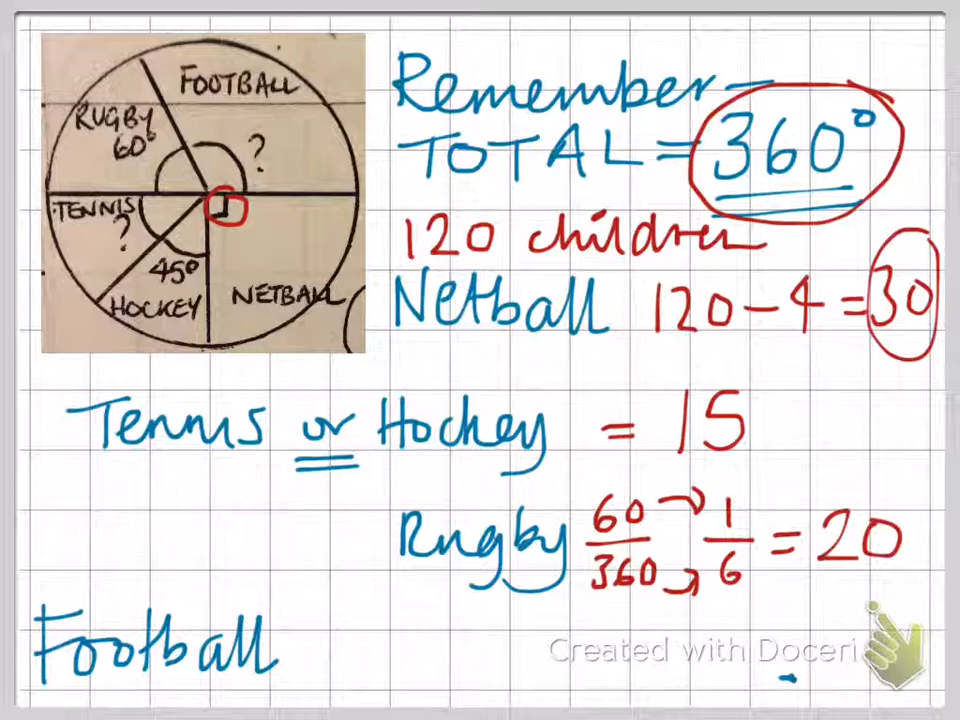 FOOTBALL
RUGBY
60°
?
TENNIS
?
45°
HOCKEY
NETBALL
Remember
TOTAL = 360°
120 children
Netball 120 - 4 = 30
Tennis or Hockey = 15
Rugby 60/360 → 1/6 = 20
Football
Created with Doceri